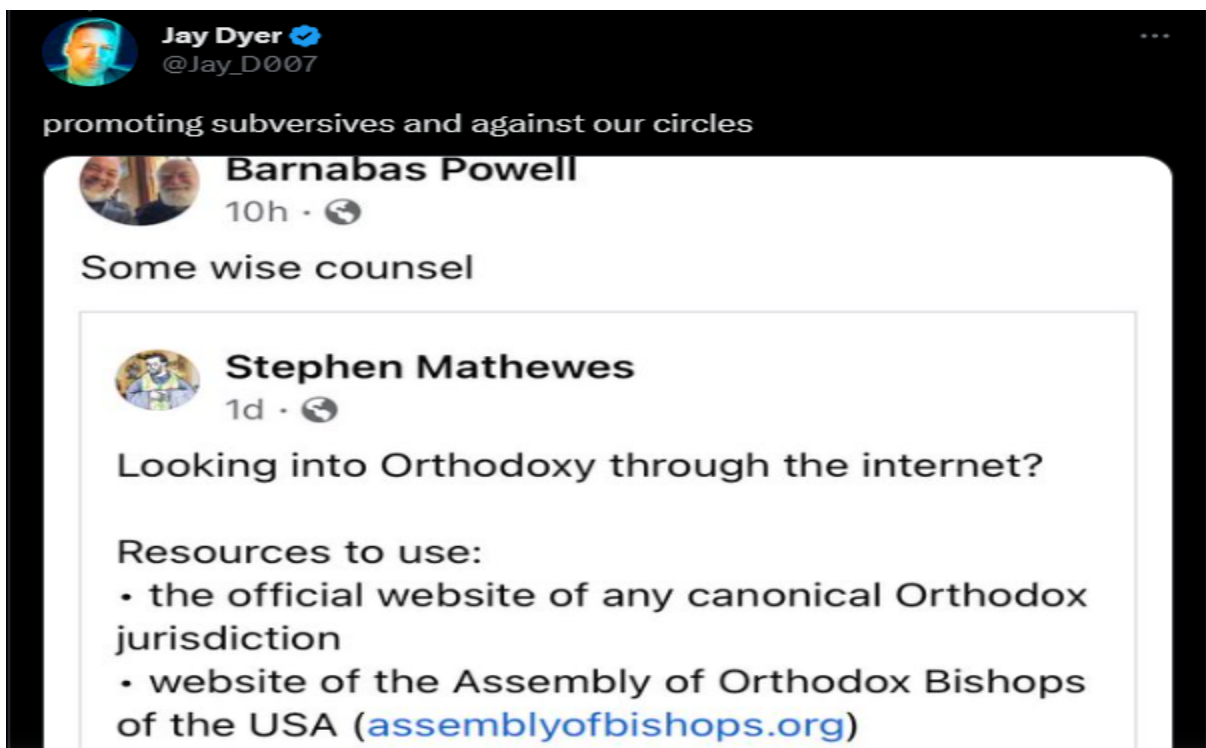 Jay Dyer
@Jay_D007
promoting subversives and against our circles
Barnabas Powell
10h ·
Some wise counsel
Stephen Mathewes
1d ·
Looking into Orthodoxy through the internet?
Resources to use:
• the official website of any canonical Orthodox
jurisdiction
• website of the Assembly of Orthodox Bishops
of the USA (assemblyofbishops.org)